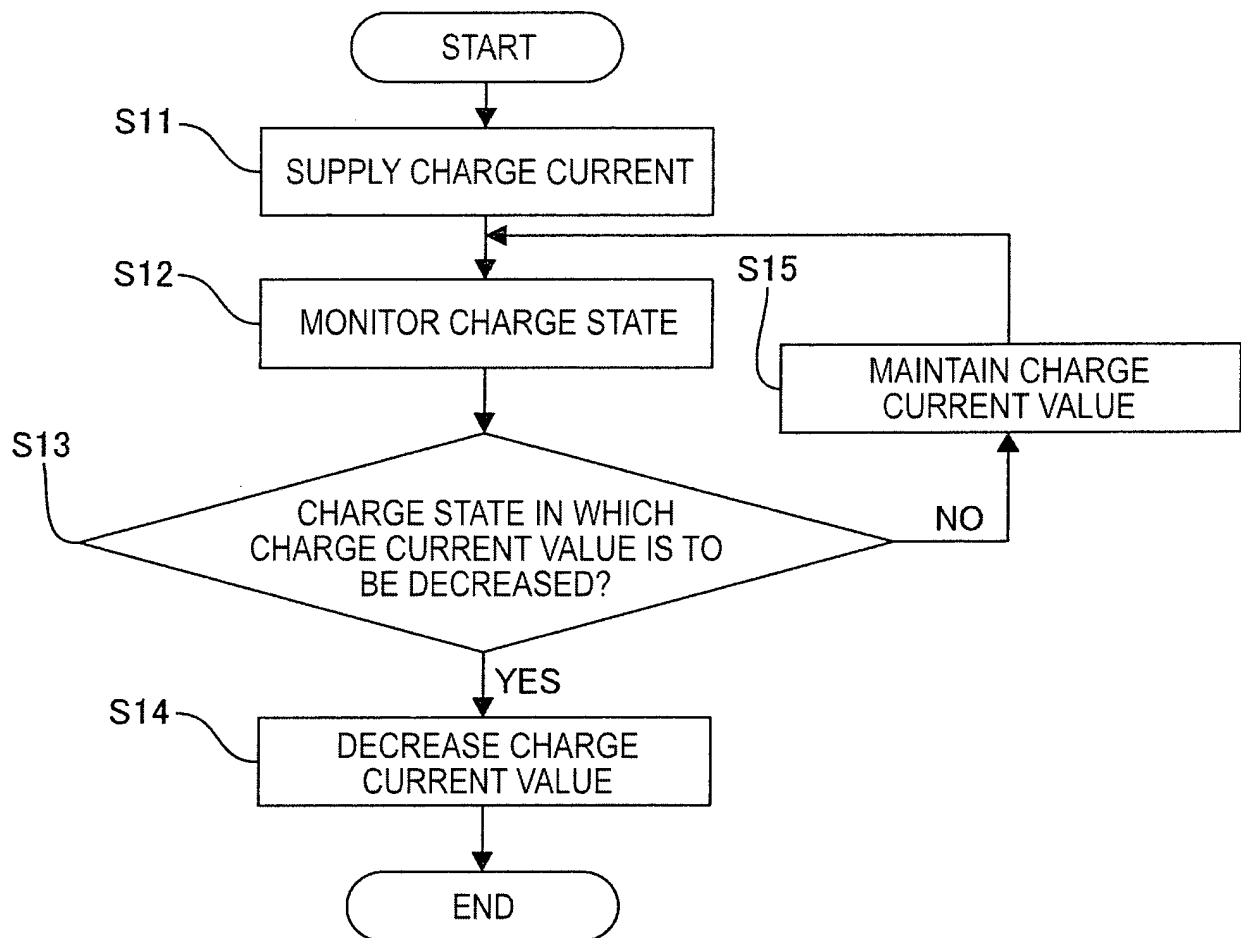 START
S11
SUPPLY CHARGE CURRENT
S12
MONITOR CHARGE STATE
S15
MAINTAIN CHARGE
CURRENT VALUE
S13
CHARGE STATE IN WHICH
CHARGE CURRENT VALUE IS TO
BE DECREASED?
NO
YES
S14
DECREASE CHARGE
CURRENT VALUE
END